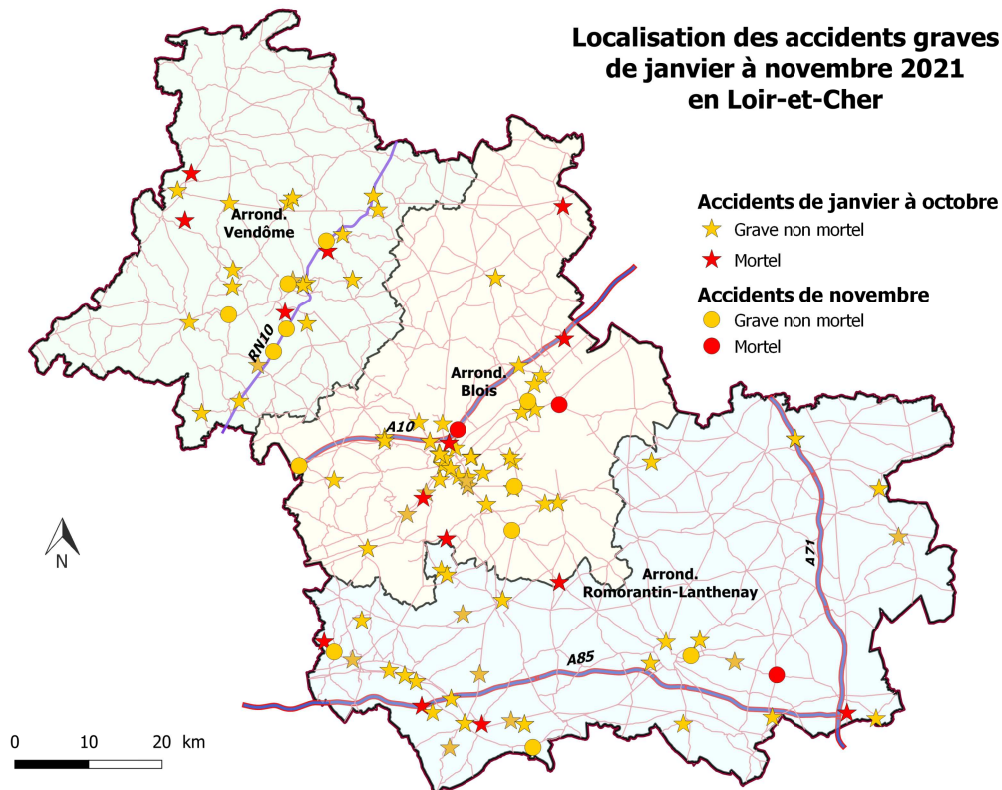 Localisation des accidents graves
de janvier à novembre 2021
en Loir-et-Cher
Accidents de janvier à octobre
Grave non mortel
Mortel
Accidents de novembre
Grave non mortel
Mortel
Arrond.
Vendôme
RN10
Arrond.
Blois
A10
A71
Arrond.
Romorantin-Lanthenay
A85
N
0 10 20 km